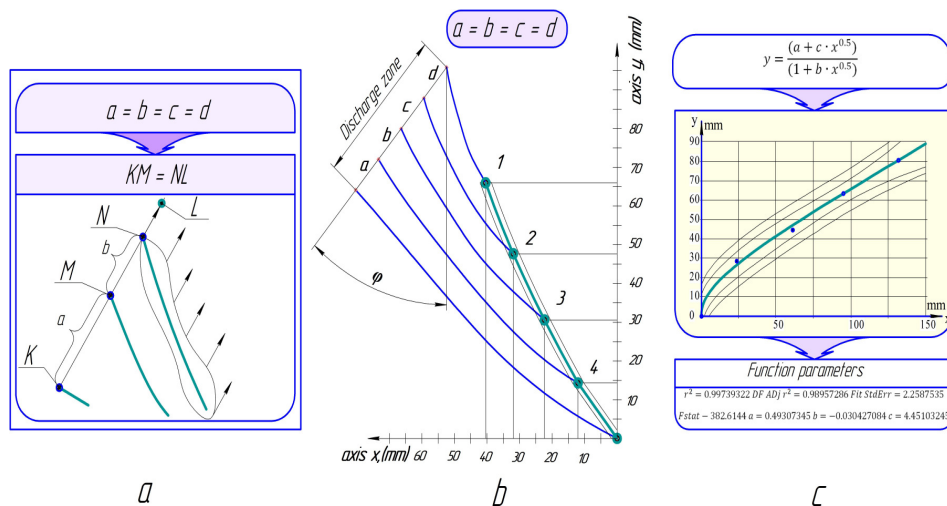 a = b = c = d
KM = NL
N
L
b
M
a
K
a
a = b = c = d
axis y, (mm)
Discharge zone
d
c
b
a
φ
1
2
3
4
80
70
60
50
40
30
20
10
axis x,(mm)
60
50
40
30
20
10
b
y = (a + c · x^0.5) / (1 + b · x^0.5)
y
mm
90
80
70
60
50
40
30
20
10
0
50
100
150
mm
Function parameters
r² = 0.99739322 DF ADj r² = 0.98957286 Fit StdErr = 2.2587535
Fstat − 382.6144 a = 0.49307345 b = −0.030427084 c = 4.45103243
c